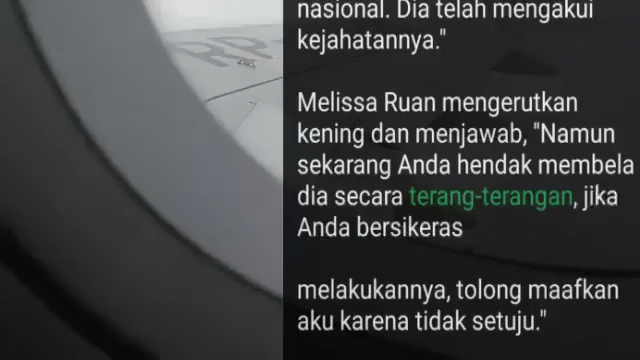 RP-
nasional. Dia telah mengakui
kejahatannya."
Melissa Ruan mengerutkan
kening dan menjawab, "Namun
sekarang Anda hendak membela
dia secara terang-terangan, jika
Anda bersikeras
melakukannya, tolong maafkan
aku karena tidak setuju."